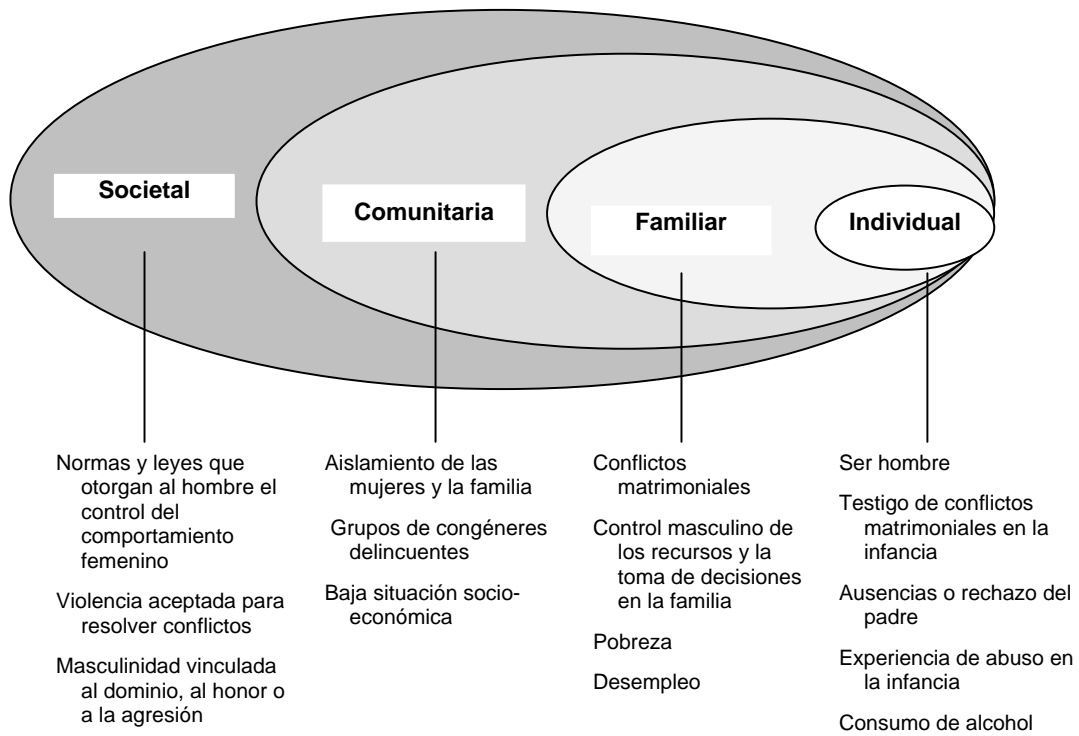 Societal
Comunitaria
Familiar
Individual
Normas y leyes que
otorgan al hombre el
control del
comportamiento
femenino
Violencia aceptada para
resolver conflictos
Masculinidad vinculada
al dominio, al honor o
a la agresión
Aislamiento de las
mujeres y la familia
Grupos de congéneres
delincuentes
Baja situación socio-
económica
Conflictos
matrimoniales
Control masculino de
los recursos y la
toma de decisiones
en la familia
Pobreza
Desempleo
Ser hombre
Testigo de conflictos
matrimoniales en la
infancia
Ausencias o rechazo del
padre
Experiencia de abuso en
la infancia
Consumo de alcohol